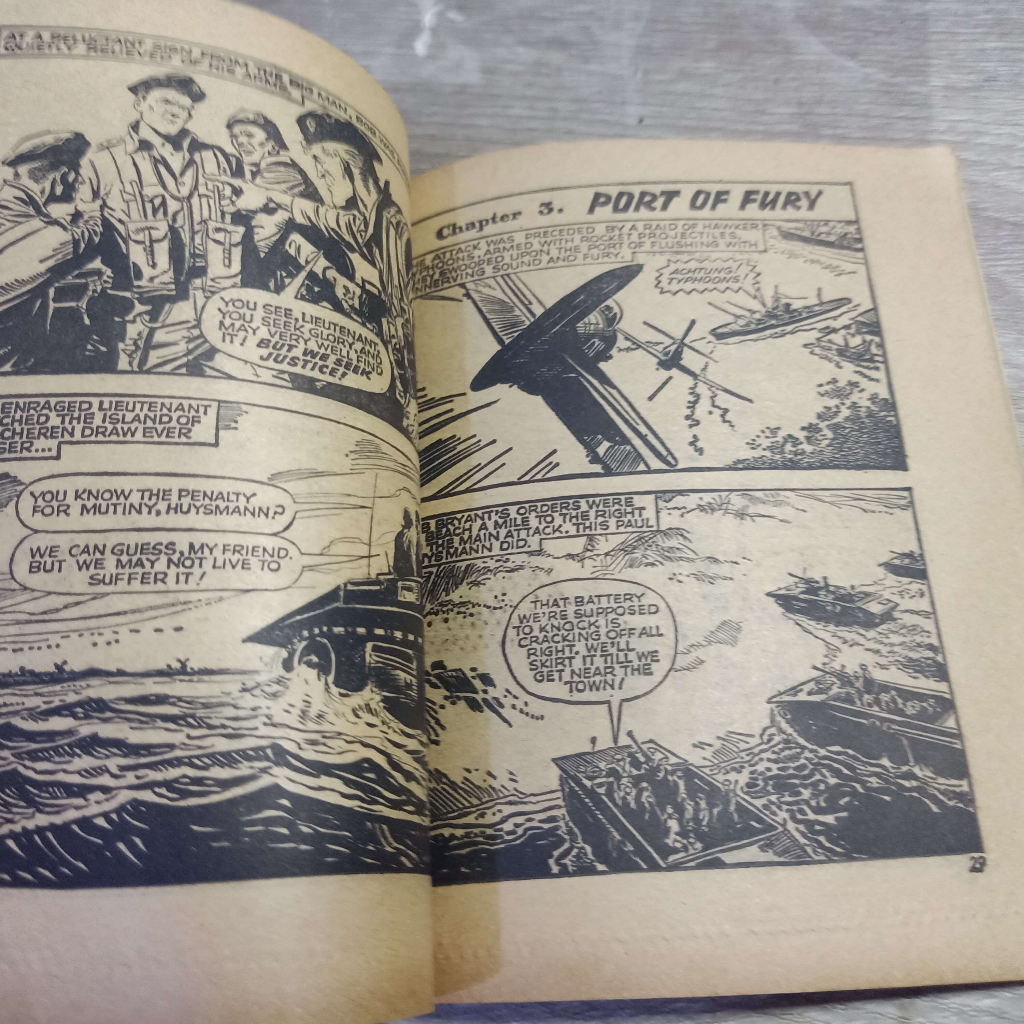 AT A RELUCTANT SIGN FROM THE BIG MAN, BOB WAS
QUIETLY RELIEVED OF HIS ARMS.
YOU SEE, LIEUTENANT,
YOU SEEK GLORY, AND
MAY VERY WELL FIND
IT! BUT WE SEEK
JUSTICE!
ENRAGED LIEUTENANT
CHED THE ISLAND OF
CHEREN DRAW EVER
SER...
YOU KNOW THE PENALTY
FOR MUTINY, HUYSMANN?
WE CAN GUESS, MY FRIEND.
BUT WE MAY NOT LIVE TO
SUFFER IT!
Chapter 3. PORT OF FURY
E ATTACK WAS PRECEDED BY A RAID OF HAWKER
TYPHOONS, ARMED WITH ROCKET PROJECTILES,
SWOOPED UPON THE PORT OF FLUSHING WITH
NNERVING SOUND AND FURY.
ACHTUNG!
TYPHOONS!
B BRYANT'S ORDERS WERE
BEACH A MILE TO THE RIGHT
THE MAIN ATTACK. THIS PAUL
YSMANN DID.
THAT BATTERY
WE'RE SUPPOSED
TO KNOCK IS
CRACKING OFF ALL
RIGHT. WE'LL
SKIRT IT TILL WE
GET NEAR THE
TOWN!
29